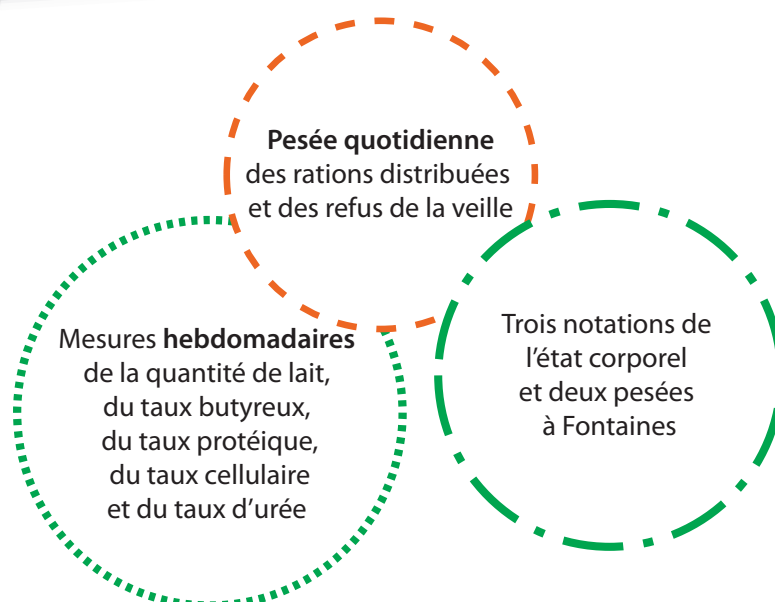 Pesée quotidienne
des rations distribuées
et des refus de la veille
Mesures hebdomadaires
de la quantité de lait,
du taux butyreux,
du taux protéique,
du taux cellulaire
et du taux d'urée
Trois notations de
l'état corporel
et deux pesées
à Fontaines